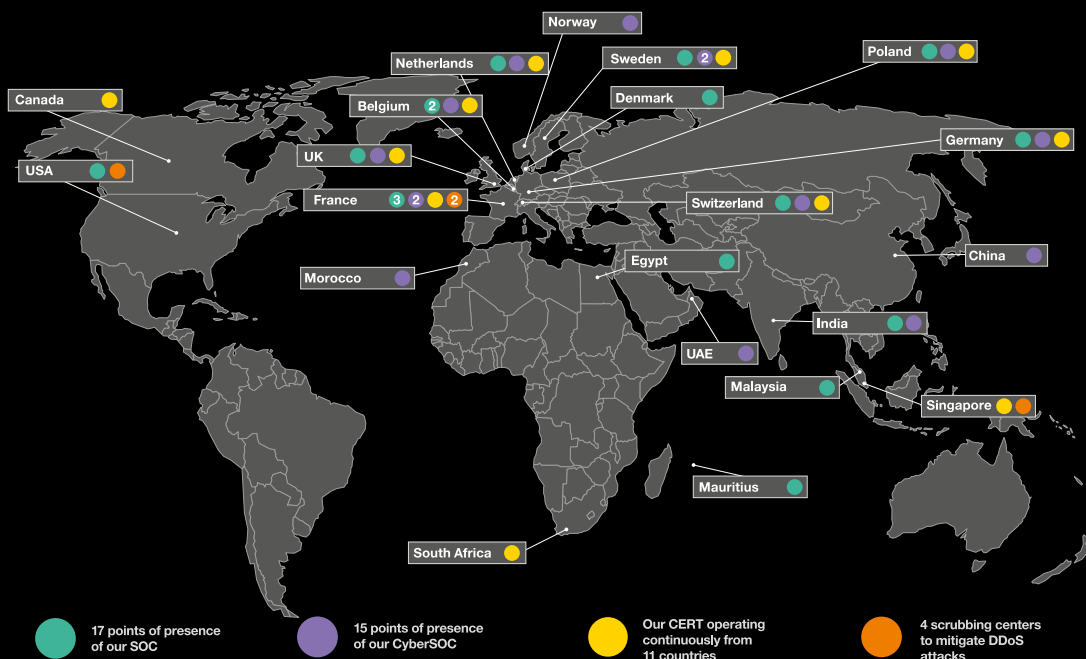 Norway
Netherlands
Sweden 2
Poland
Canada
Belgium 2
Denmark
UK
Germany
USA
France 3 2 2
Switzerland
Morocco
Egypt
China
India
UAE
Malaysia
Singapore
Mauritius
South Africa
17 points of presence
of our SOC
15 points of presence
of our CyberSOC
Our CERT operating
continuously from
11 countries
4 scrubbing centers
to mitigate DDoS
attacks